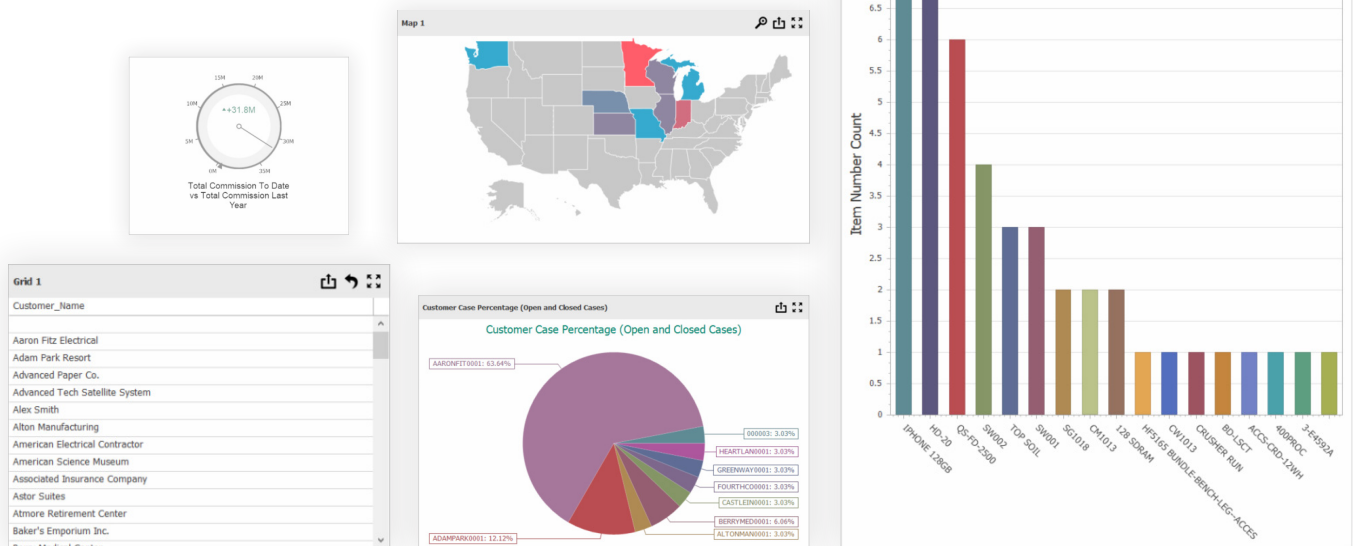 15M
20M
10M
25M
++31.8M
5M
30M
0M
35M
Total Commission To Date
vs Total Commission Last
Year
Map 1
Grid 1
Customer_Name
Aaron Fitz Electrical
Adam Park Resort
Advanced Paper Co.
Advanced Tech Satellite System
Alex Smith
Alton Manufacturing
American Electrical Contractor
American Science Museum
Associated Insurance Company
Astor Suites
Atmore Retirement Center
Baker's Emporium Inc.
Customer Case Percentage (Open and Closed Cases)
Customer Case Percentage (Open and Closed Cases)
AARONFIT0001: 63.64%
000003: 3.03%
HEARTLAN0001: 3.03%
GREENWAY0001: 3.03%
FOURTHCO0001: 3.03%
CASTLEIN0001: 3.03%
BERRYMED0001: 6.06%
ALTONMAN0001: 3.03%
ADAMPARK0001: 12.12%
Item Number Count
6.5
6
5.5
5
4.5
4
3.5
3
2.5
2
1.5
1
0.5
0
IPHONE 128GB
HD-20
QS-FD-2500
SW002
TOP SOIL
SW001
SG1018
CM1013
128 SDRAM
HF5165 BUNDLE-BENCH+LEG--ACCES
CW1013
CRUSHER RUN
BD-LSCT
ACCS-CRD-12WH
400PROC
3-E4592A